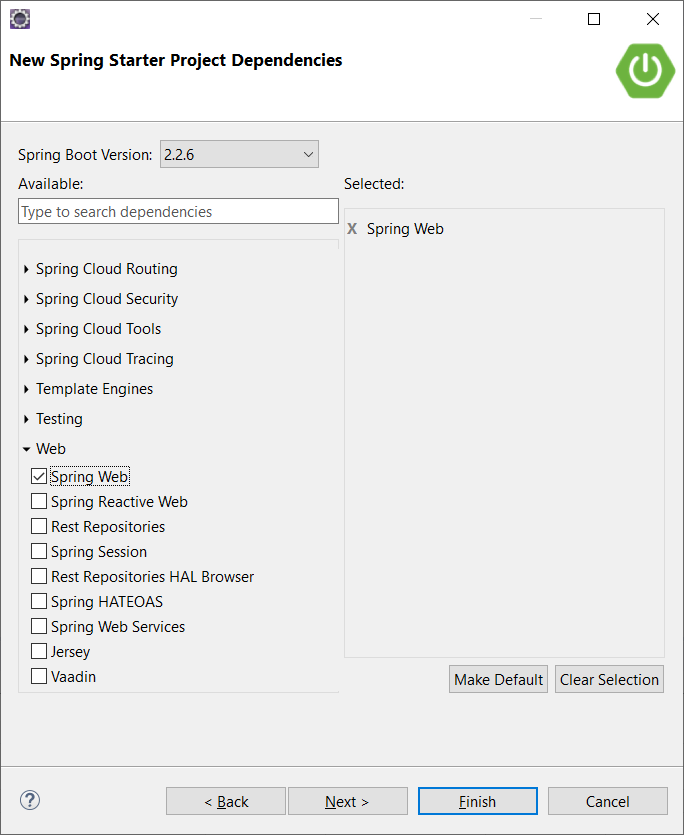 New Spring Starter Project Dependencies
Spring Boot Version: 2.2.6
Available:
Selected:
Type to search dependencies
X Spring Web
Spring Cloud Routing
Spring Cloud Security
Spring Cloud Tools
Spring Cloud Tracing
Template Engines
Testing
Web
Spring Web
Spring Reactive Web
Rest Repositories
Spring Session
Rest Repositories HAL Browser
Spring HATEOAS
Spring Web Services
Jersey
Vaadin
Make Default
Clear Selection
?
< Back
Next >
Finish
Cancel